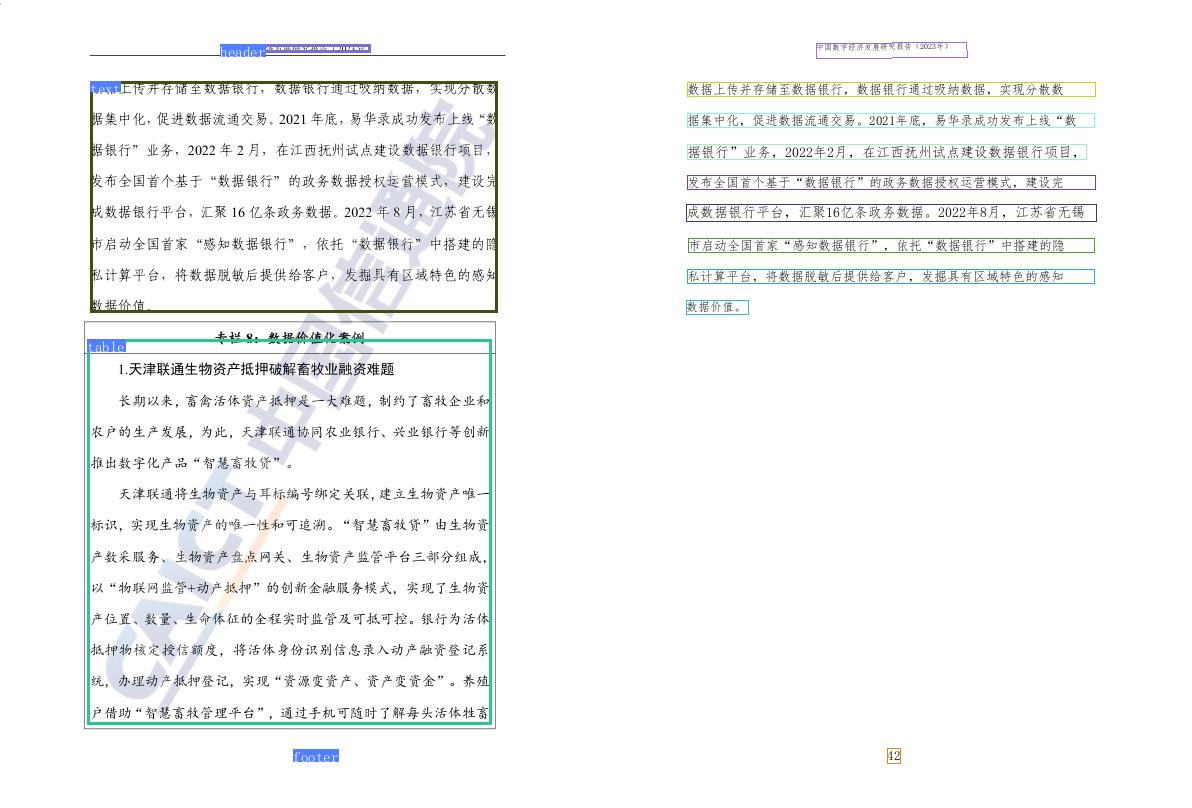 header
text
上传并存储至数据银行，数据银行通过吸纳数据，实现分散数
据集中化，促进数据流通交易。2021 年底，易华录成功发布上线“数
据银行”业务，2022 年 2 月，在江西抚州试点建设数据银行项目，
发布全国首个基于“数据银行”的政务数据授权运营模式，建设完
成数据银行平台，汇聚 16 亿条政务数据。2022 年 8 月，江苏省无锡
市启动全国首家“感知数据银行”，依托“数据银行”中搭建的隐
私计算平台，将数据脱敏后提供给客户，发掘具有区域特色的感知
数据价值。
专栏 8：数据价值化案例
table
1.天津联通生物资产抵押破解畜牧业融资难题
长期以来，畜禽活体资产抵押是一大难题，制约了畜牧企业和
农户的生产发展，为此，天津联通协同农业银行、兴业银行等创新
推出数字化产品“智慧畜牧贷”。
天津联通将生物资产与耳标编号绑定关联，建立生物资产唯一
标识，实现生物资产的唯一性和可追溯。“智慧畜牧贷”由生物资
产数采服务、生物资产盘点网关、生物资产监管平台三部分组成，
以“物联网监管+动产抵押”的创新金融服务模式，实现了生物资
产位置、数量、生命体征的全程实时监管及可抵可控。银行为活体
抵押物核定授信额度，将活体身份识别信息录入动产融资登记系
统，办理动产抵押登记，实现“资源变资产、资产变资金”。养殖
户借助“智慧畜牧管理平台”，通过手机可随时了解每头活体牲畜
footer
CAICT 中国信通院
中国数字经济发展研究报告（2023年）
数据上传并存储至数据银行，数据银行通过吸纳数据，实现分散数
据集中化，促进数据流通交易。2021年底，易华录成功发布上线“数
据银行”业务，2022年2月，在江西抚州试点建设数据银行项目，
发布全国首个基于“数据银行”的政务数据授权运营模式，建设完
成数据银行平台，汇聚16亿条政务数据。2022年8月，江苏省无锡
市启动全国首家“感知数据银行”，依托“数据银行”中搭建的隐
私计算平台，将数据脱敏后提供给客户，发掘具有区域特色的感知
数据价值。
42